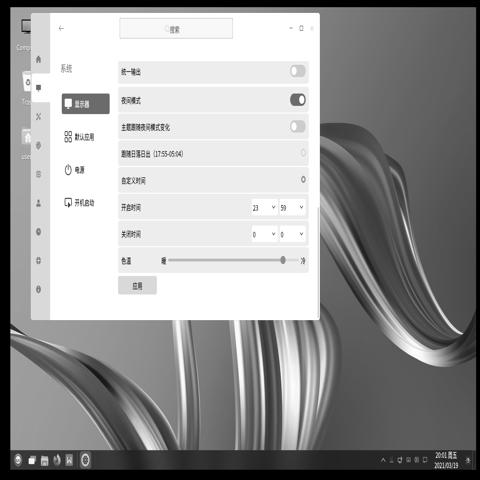 搜索
系统
统一输出
显示器
夜间模式
主题跟随夜间模式变化
默认应用
跟随日落日出 (17:55-05:04)
电源
自定义时间
开机启动
开启时间 23 59
关闭时间 0 0
色温 暖 冷
应用
20:01 周五
2021/03/19